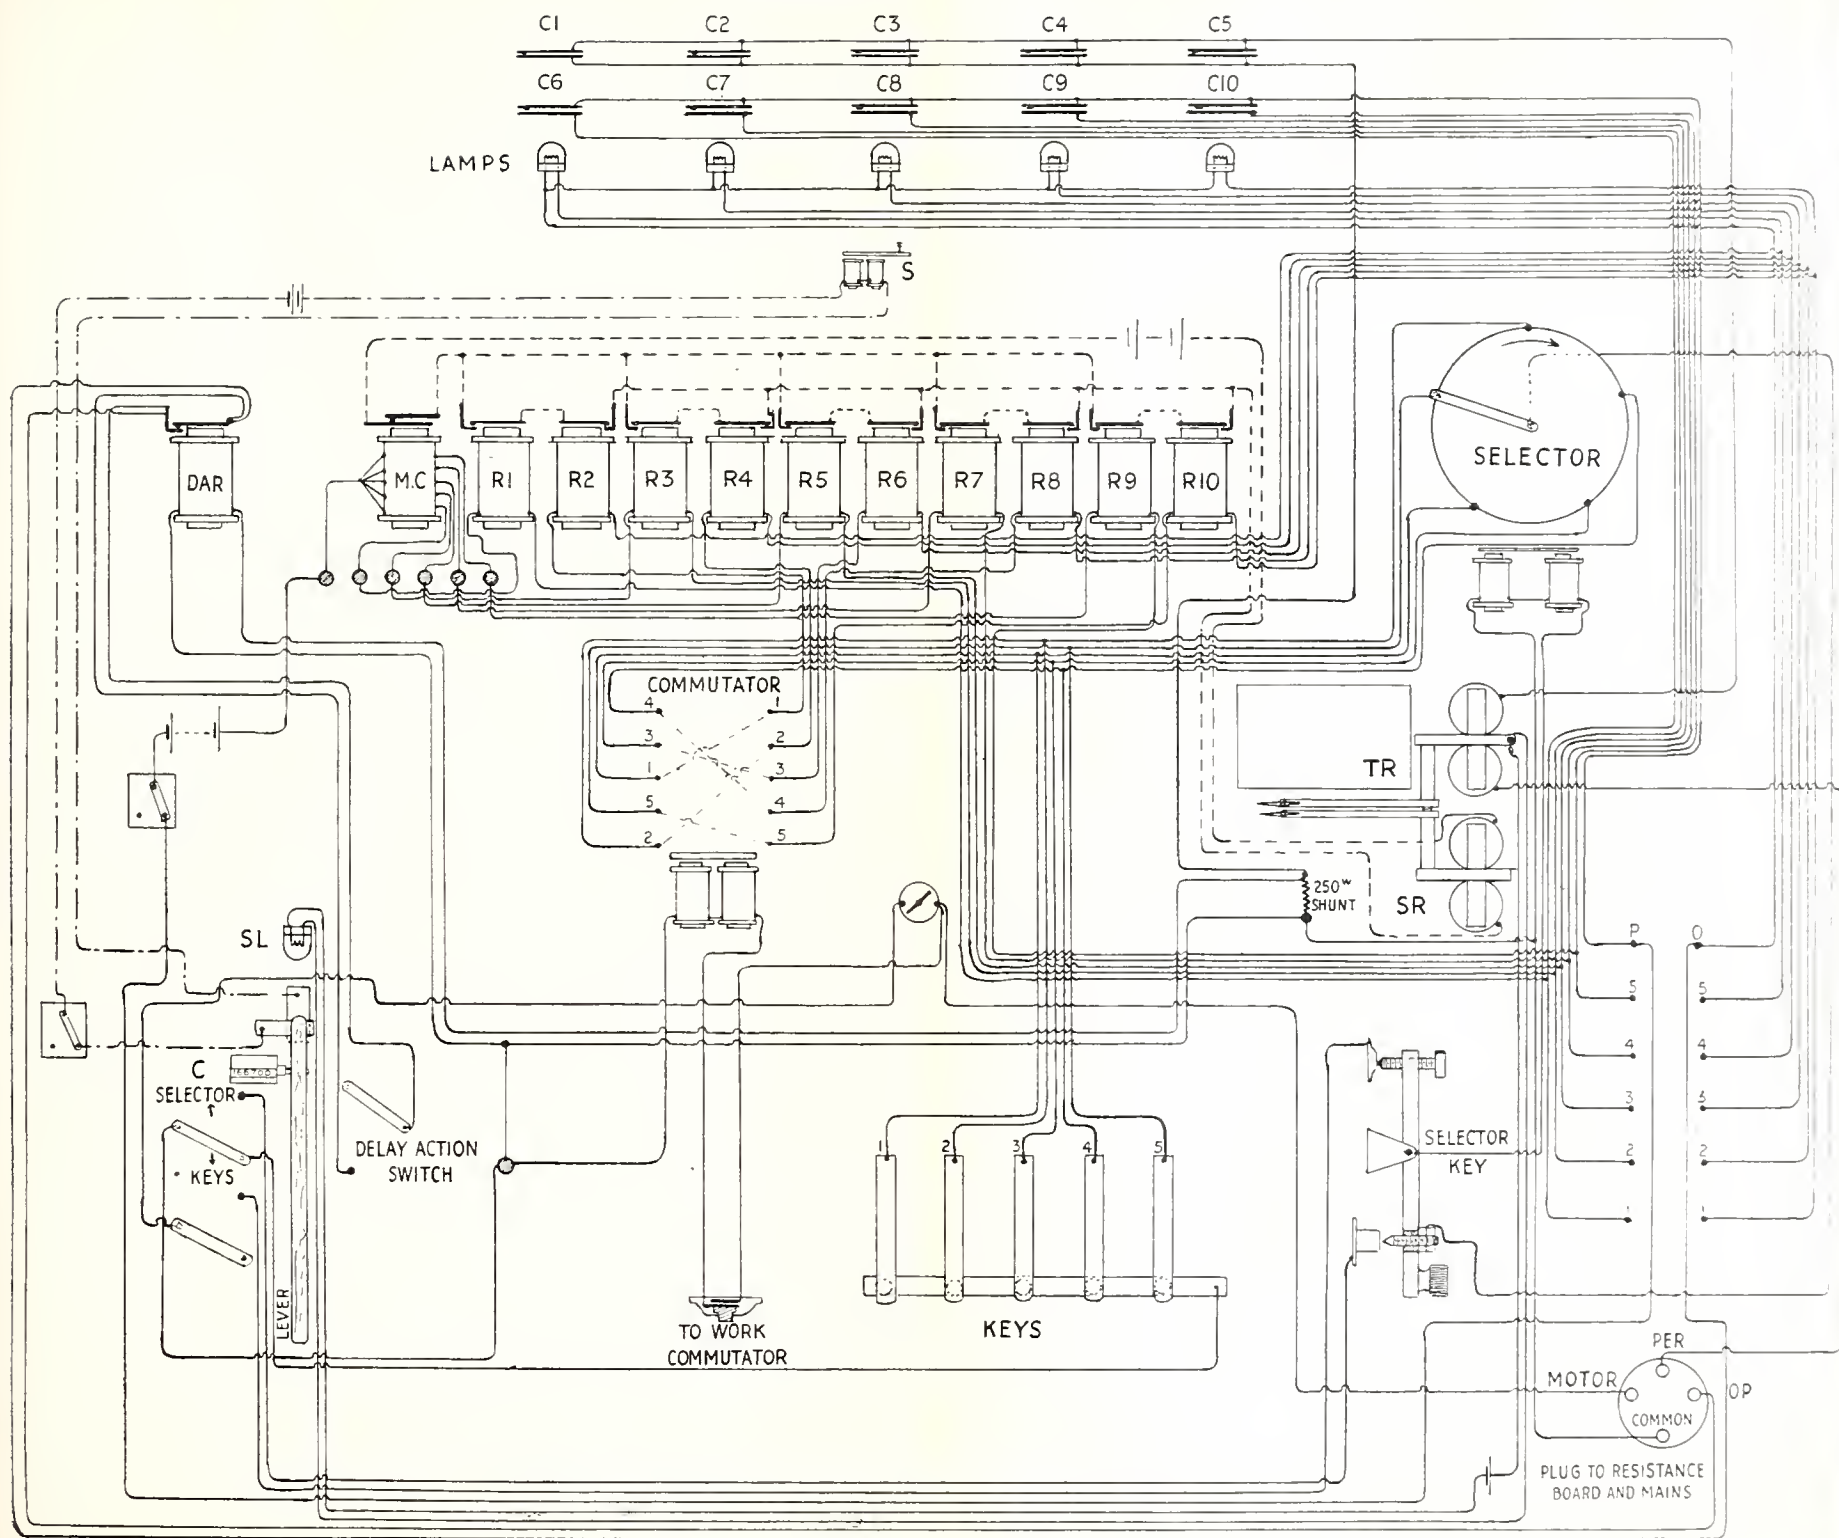 C1 C2 C3 C4 C5
C6 C7 C8 C9 C10
LAMPS
S
DAR M.C R1 R2 R3 R4 R5 R6 R7 R8 R9 R10
SELECTOR
COMMUTATOR
4 1
3 2
1 3
5 4
2 5
TR
250ʷ
SHUNT
SR
SL
P O
5 5
4 4
3 3
2 2
1
C
SELECTOR
KEYS
DELAY ACTION
SWITCH
LEVER
1 2 3 4 5
KEYS
SELECTOR
KEY
TO WORK
COMMUTATOR
PER
MOTOR
OP
COMMON
PLUG TO RESISTANCE
BOARD AND MAINS